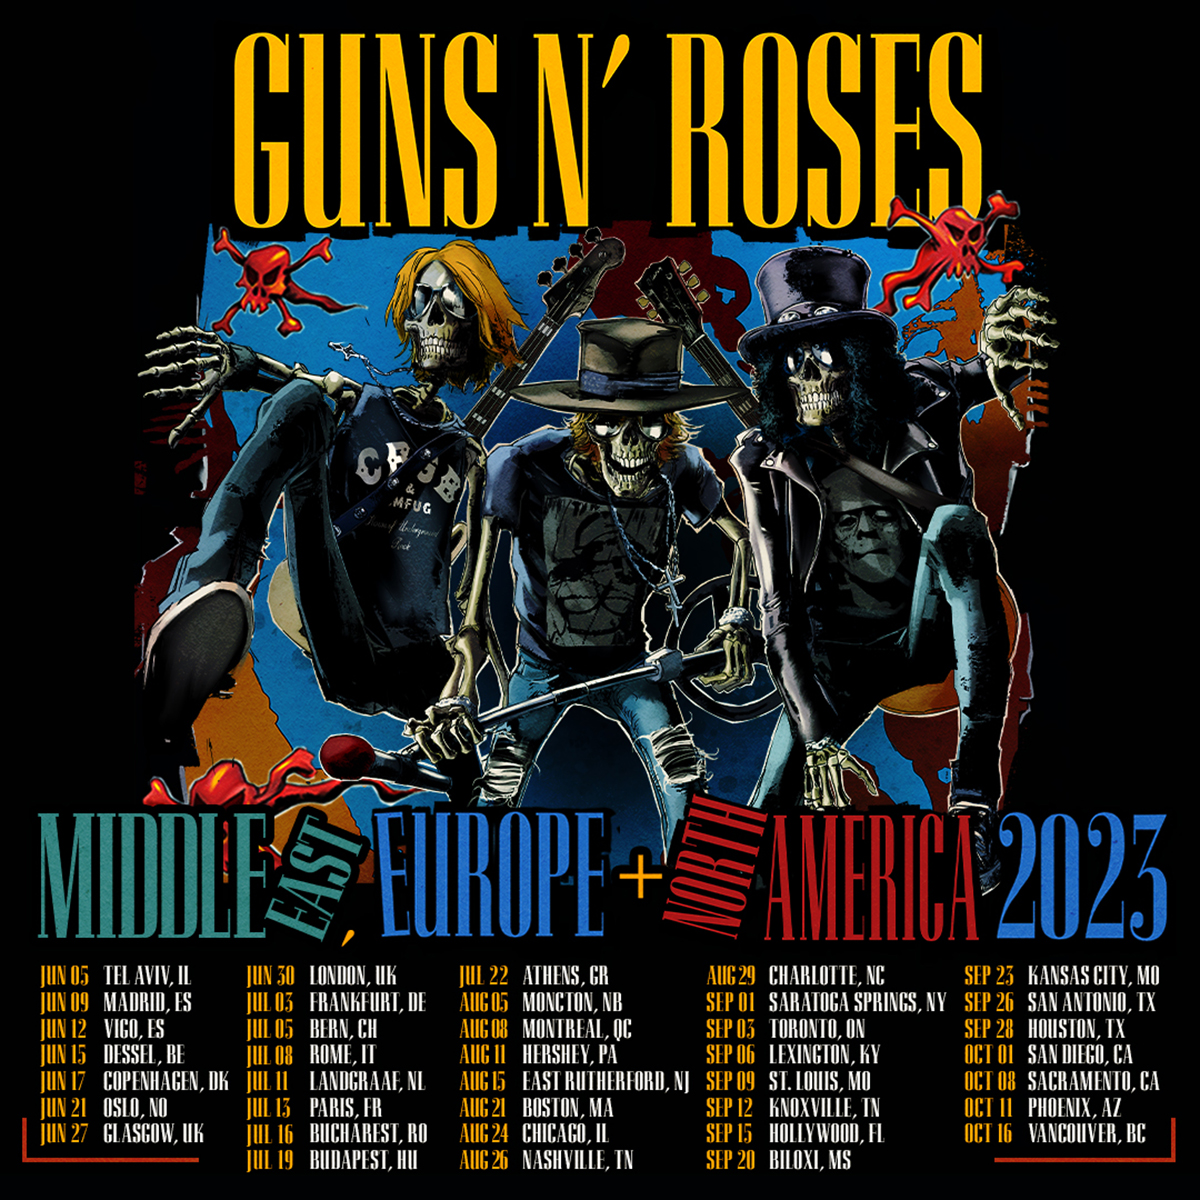 GUNS N' ROSES
CBGB
&
OMFUG
MIDDLE EAST, EUROPE + NORTH AMERICA 2023
JUN 05 TEL AVIV, IL
JUN 09 MADRID, ES
JUN 12 VIGO, ES
JUN 15 DESSEL, BE
JUN 17 COPENHAGEN, DK
JUN 21 OSLO, NO
JUN 27 GLASGOW, UK
JUN 30 LONDON, UK
JUL 03 FRANKFURT, DE
JUL 05 BERN, CH
JUL 08 ROME, IT
JUL 11 LANDGRAAF, NL
JUL 13 PARIS, FR
JUL 16 BUCHAREST, RO
JUL 19 BUDAPEST, HU
JUL 22 ATHENS, GR
AUG 05 MONCTON, NB
AUG 08 MONTREAL, QC
AUG 11 HERSHEY, PA
AUG 15 EAST RUTHERFORD, NJ
AUG 21 BOSTON, MA
AUG 24 CHICAGO, IL
AUG 26 NASHVILLE, TN
AUG 29 CHARLOTTE, NC
SEP 01 SARATOGA SPRINGS, NY
SEP 03 TORONTO, ON
SEP 06 LEXINGTON, KY
SEP 09 ST. LOUIS, MO
SEP 12 KNOXVILLE, TN
SEP 15 HOLLYWOOD, FL
SEP 20 BILOXI, MS
SEP 23 KANSAS CITY, MO
SEP 26 SAN ANTONIO, TX
SEP 28 HOUSTON, TX
OCT 01 SAN DIEGO, CA
OCT 08 SACRAMENTO, CA
OCT 11 PHOENIX, AZ
OCT 16 VANCOUVER, BC